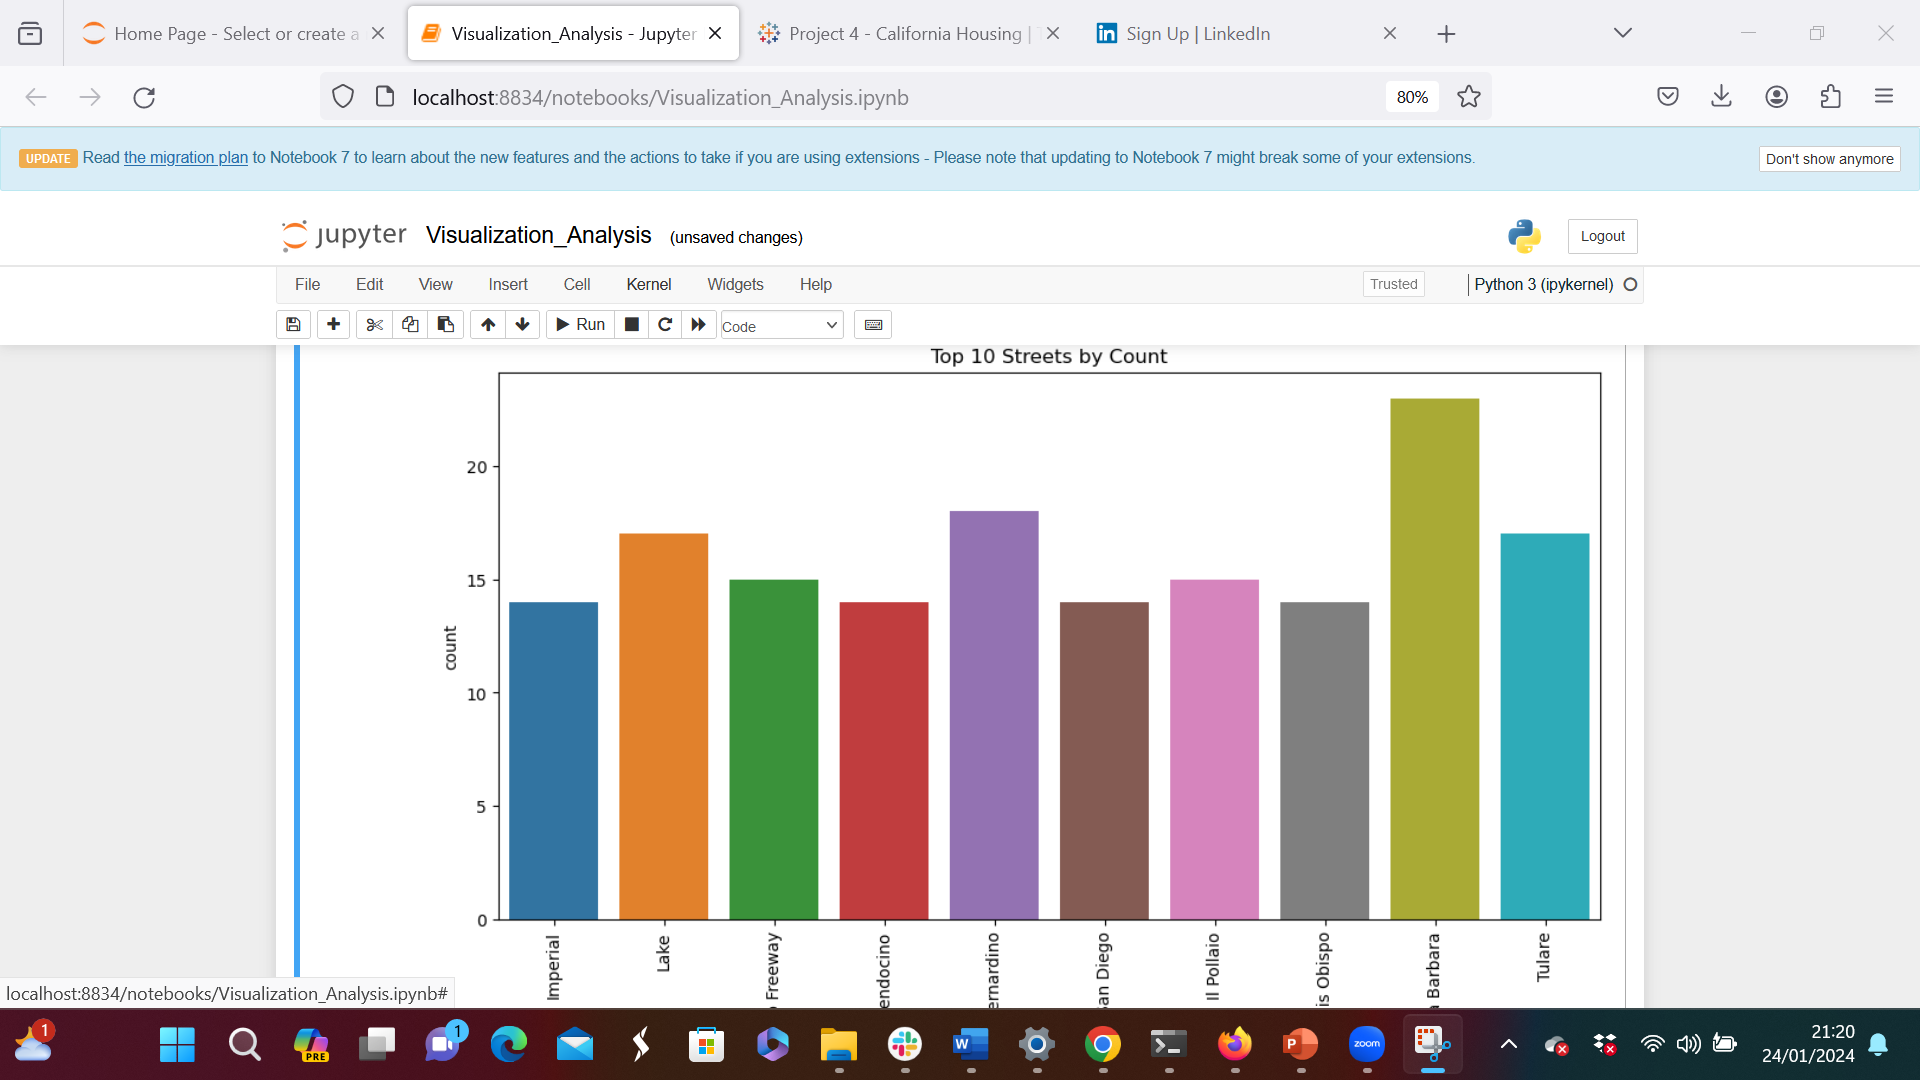 Home Page - Select or create a
Visualization_Analysis - Jupyter
Project 4 - California Housing | T
Sign Up | LinkedIn
localhost:8834/notebooks/Visualization_Analysis.ipynb
80%
UPDATE Read the migration plan to Notebook 7 to learn about the new features and the actions to take if you are using extensions - Please note that updating to Notebook 7 might break some of your extensions.
Don't show anymore
jupyter Visualization_Analysis (unsaved changes)
Logout
File Edit View Insert Cell Kernel Widgets Help
Trusted
Python 3 (ipykernel)
Run
Code
Top 10 Streets by Count
20
15
10
5
0
count
Imperial
Lake
Freeway
endocino
ernardino
an Diego
Il Pollaio
is Obispo
Barbara
Tulare
localhost:8834/notebooks/Visualization_Analysis.ipynb#
1
PRE
1
W
P
zoom
21:20
24/01/2024